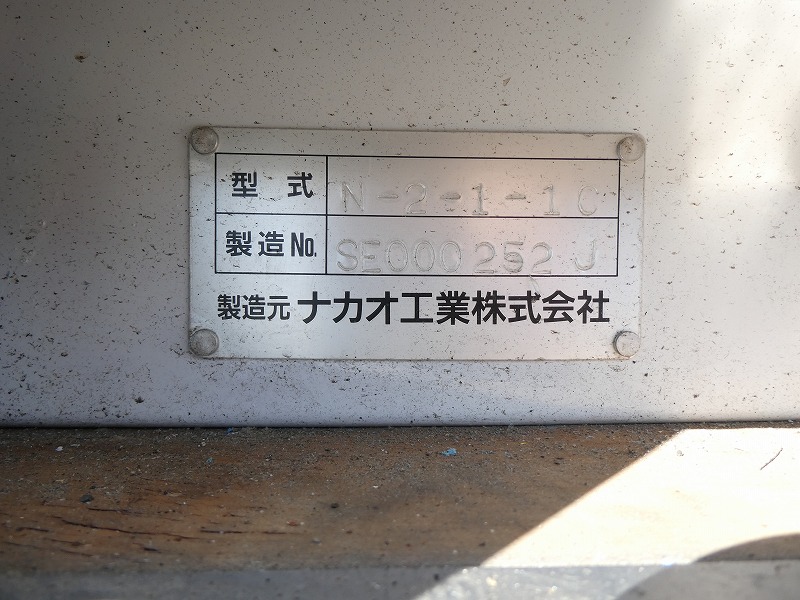 型式 N-2-1-1C
製造No. SE000252J
製造元 ナカオ工業株式会社